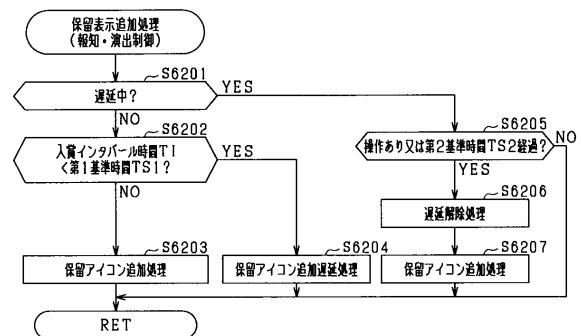 保留表示追加処理
(報知・演出制御)
S6201
遅延中?
YES
NO
S6202
入賞インタバール時間TI
<第1基準時間TS1?
YES
NO
S6205
操作あり又は第2基準時間TS2経過?
NO
YES
S6206
遅延解除処理
S6203
保留アイコン追加処理
S6204
保留アイコン追加遅延処理
S6207
保留アイコン追加処理
RET